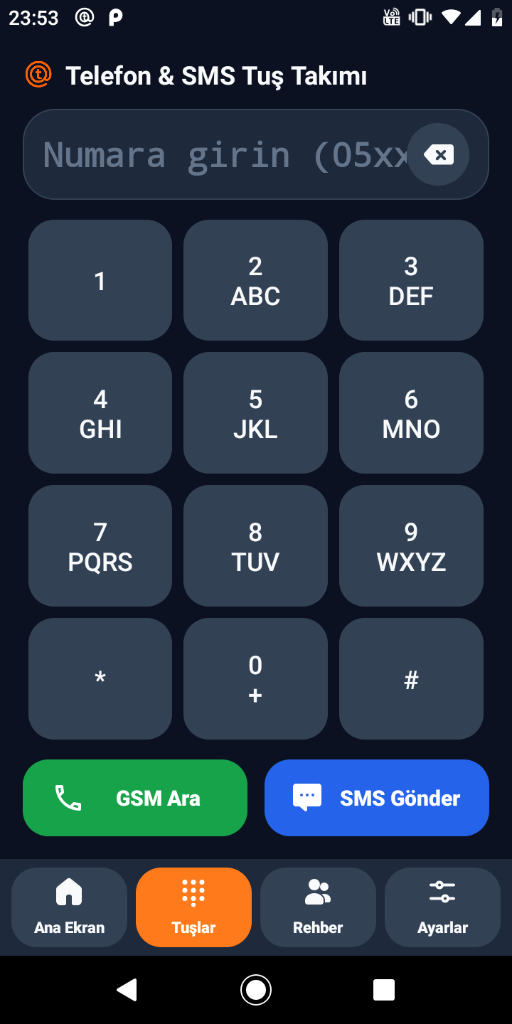 23:53
Telefon & SMS Tuş Takımı
Numara girin (05xx
1
2
ABC
3
DEF
4
GHI
5
JKL
6
MNO
7
PQRS
8
TUV
9
WXYZ
*
0
+
#
GSM Ara
SMS Gönder
Ana Ekran
Tuşlar
Rehber
Ayarlar